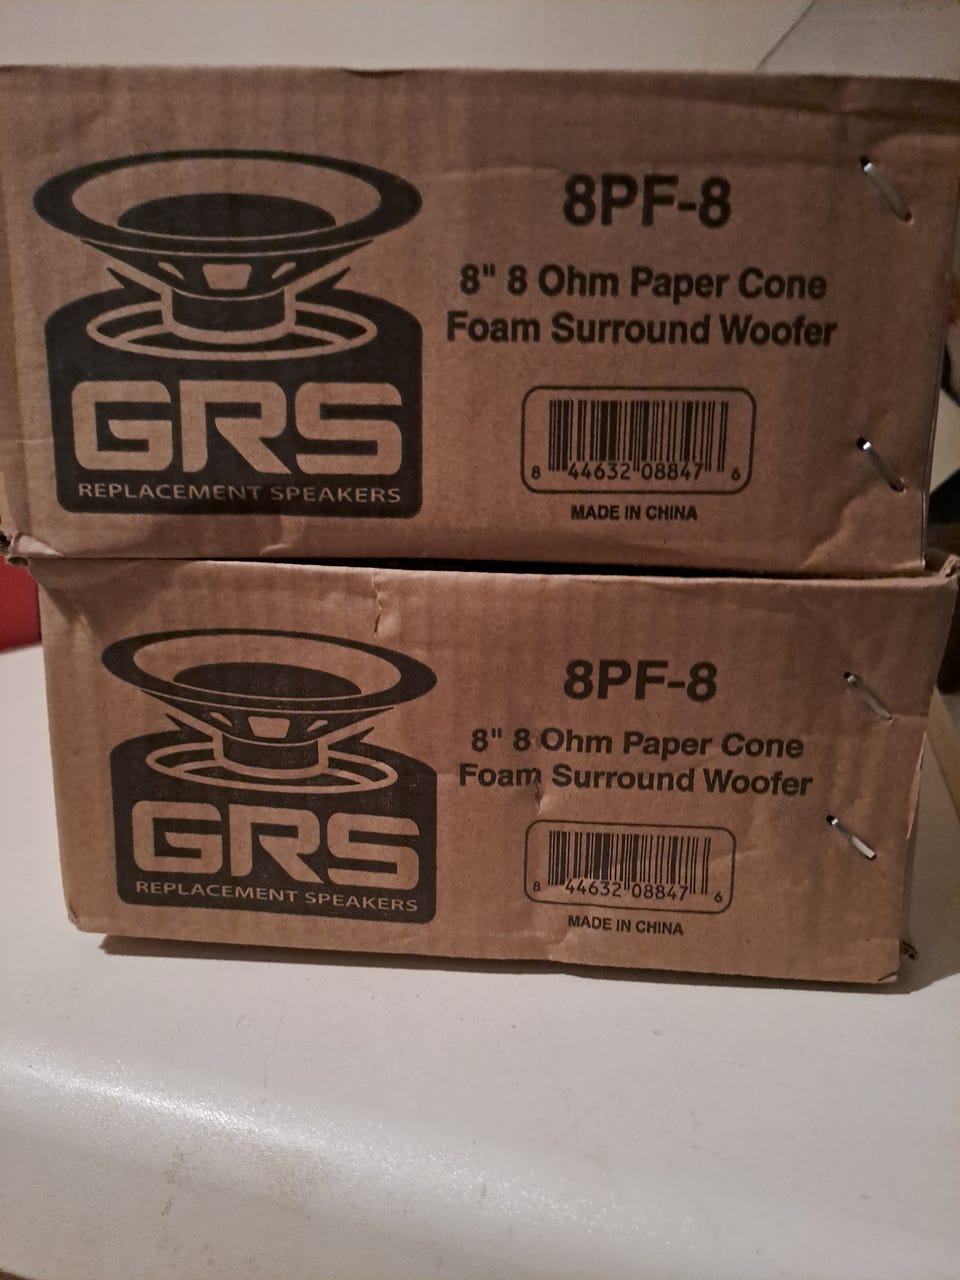 8PF-8
8" 8 Ohm Paper Cone
Foam Surround Woofer
GRS
REPLACEMENT SPEAKERS
8 44632 08847 6
MADE IN CHINA
8PF-8
8" 8 Ohm Paper Cone
Foam Surround Woofer
GRS
REPLACEMENT SPEAKERS
8 44632 08847 6
MADE IN CHINA